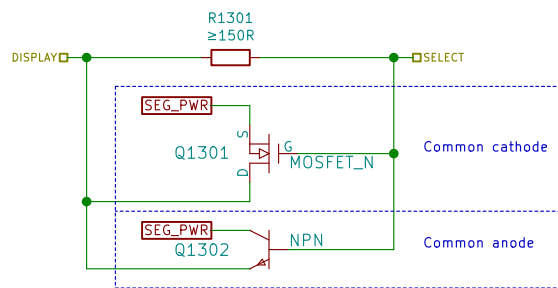 R1301
≥150R
DISPLAY
SELECT
SEG_PWR
S
Q1301
G
MOSFET_N
D
Common cathode
SEG_PWR
Q1302
NPN
Common anode